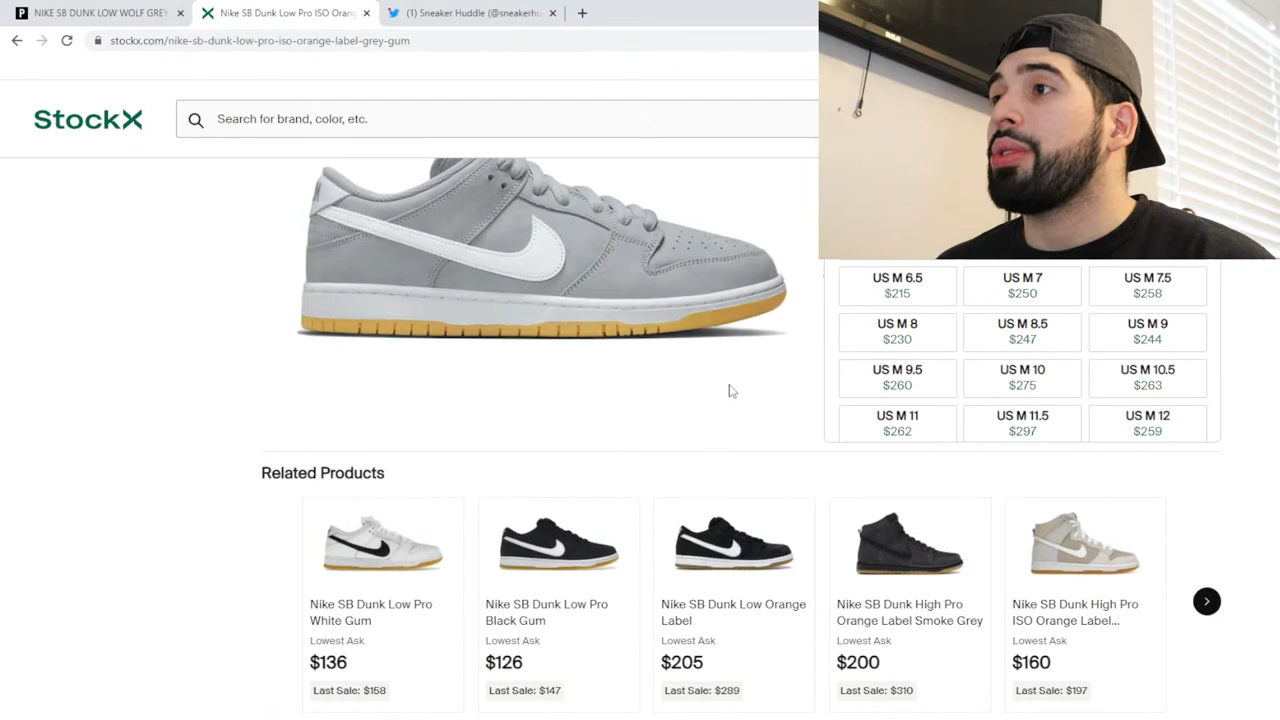 NIKE SB DUNK LOW WOLF GREY
Nike SB Dunk Low Pro ISO Orang
(1) Sneaker Huddle (@sneakerhu
stockx.com/nike-sb-dunk-low-pro-iso-orange-label-grey-gum
RCA
StockX
Search for brand, color, etc.
US M 6.5
$215
US M 7
$250
US M 7.5
$258
US M 8
$230
US M 8.5
$247
US M 9
$244
US M 9.5
$260
US M 10
$275
US M 10.5
$263
US M 11
$262
US M 11.5
$297
US M 12
$259
Related Products
Nike SB Dunk Low Pro
White Gum
Lowest Ask
$136
Last Sale: $158
Nike SB Dunk Low Pro
Black Gum
Lowest Ask
$126
Last Sale: $147
Nike SB Dunk Low Orange
Label
Lowest Ask
$205
Last Sale: $289
Nike SB Dunk High Pro
Orange Label Smoke Grey
Lowest Ask
$200
Last Sale: $310
Nike SB Dunk High Pro
ISO Orange Label...
Lowest Ask
$160
Last Sale: $197